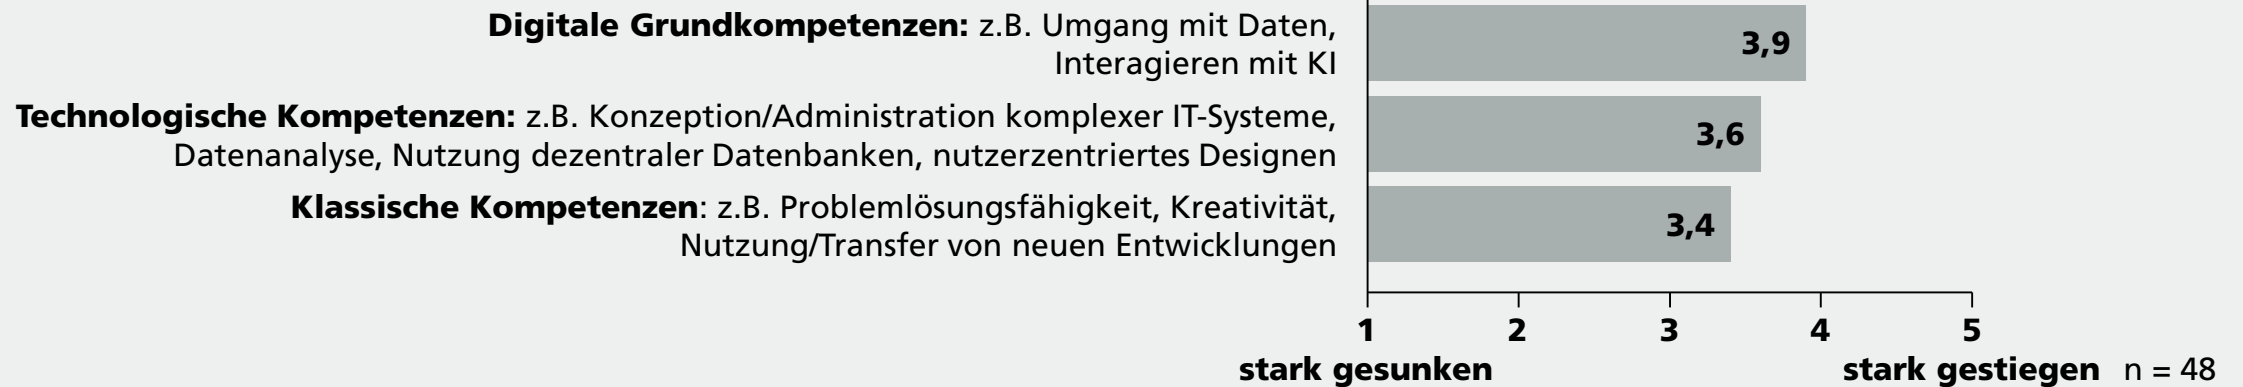 Digitale Grundkompetenzen: z.B. Umgang mit Daten,
Interagieren mit KI
3,9
Technologische Kompetenzen: z.B. Konzeption/Administration komplexer IT-Systeme,
Datenanalyse, Nutzung dezentraler Datenbanken, nutzerzentriertes Designen
3,6
Klassische Kompetenzen: z.B. Problemlösungsfähigkeit, Kreativität,
Nutzung/Transfer von neuen Entwicklungen
3,4
1 2 3 4 5
stark gesunken stark gestiegen n = 48